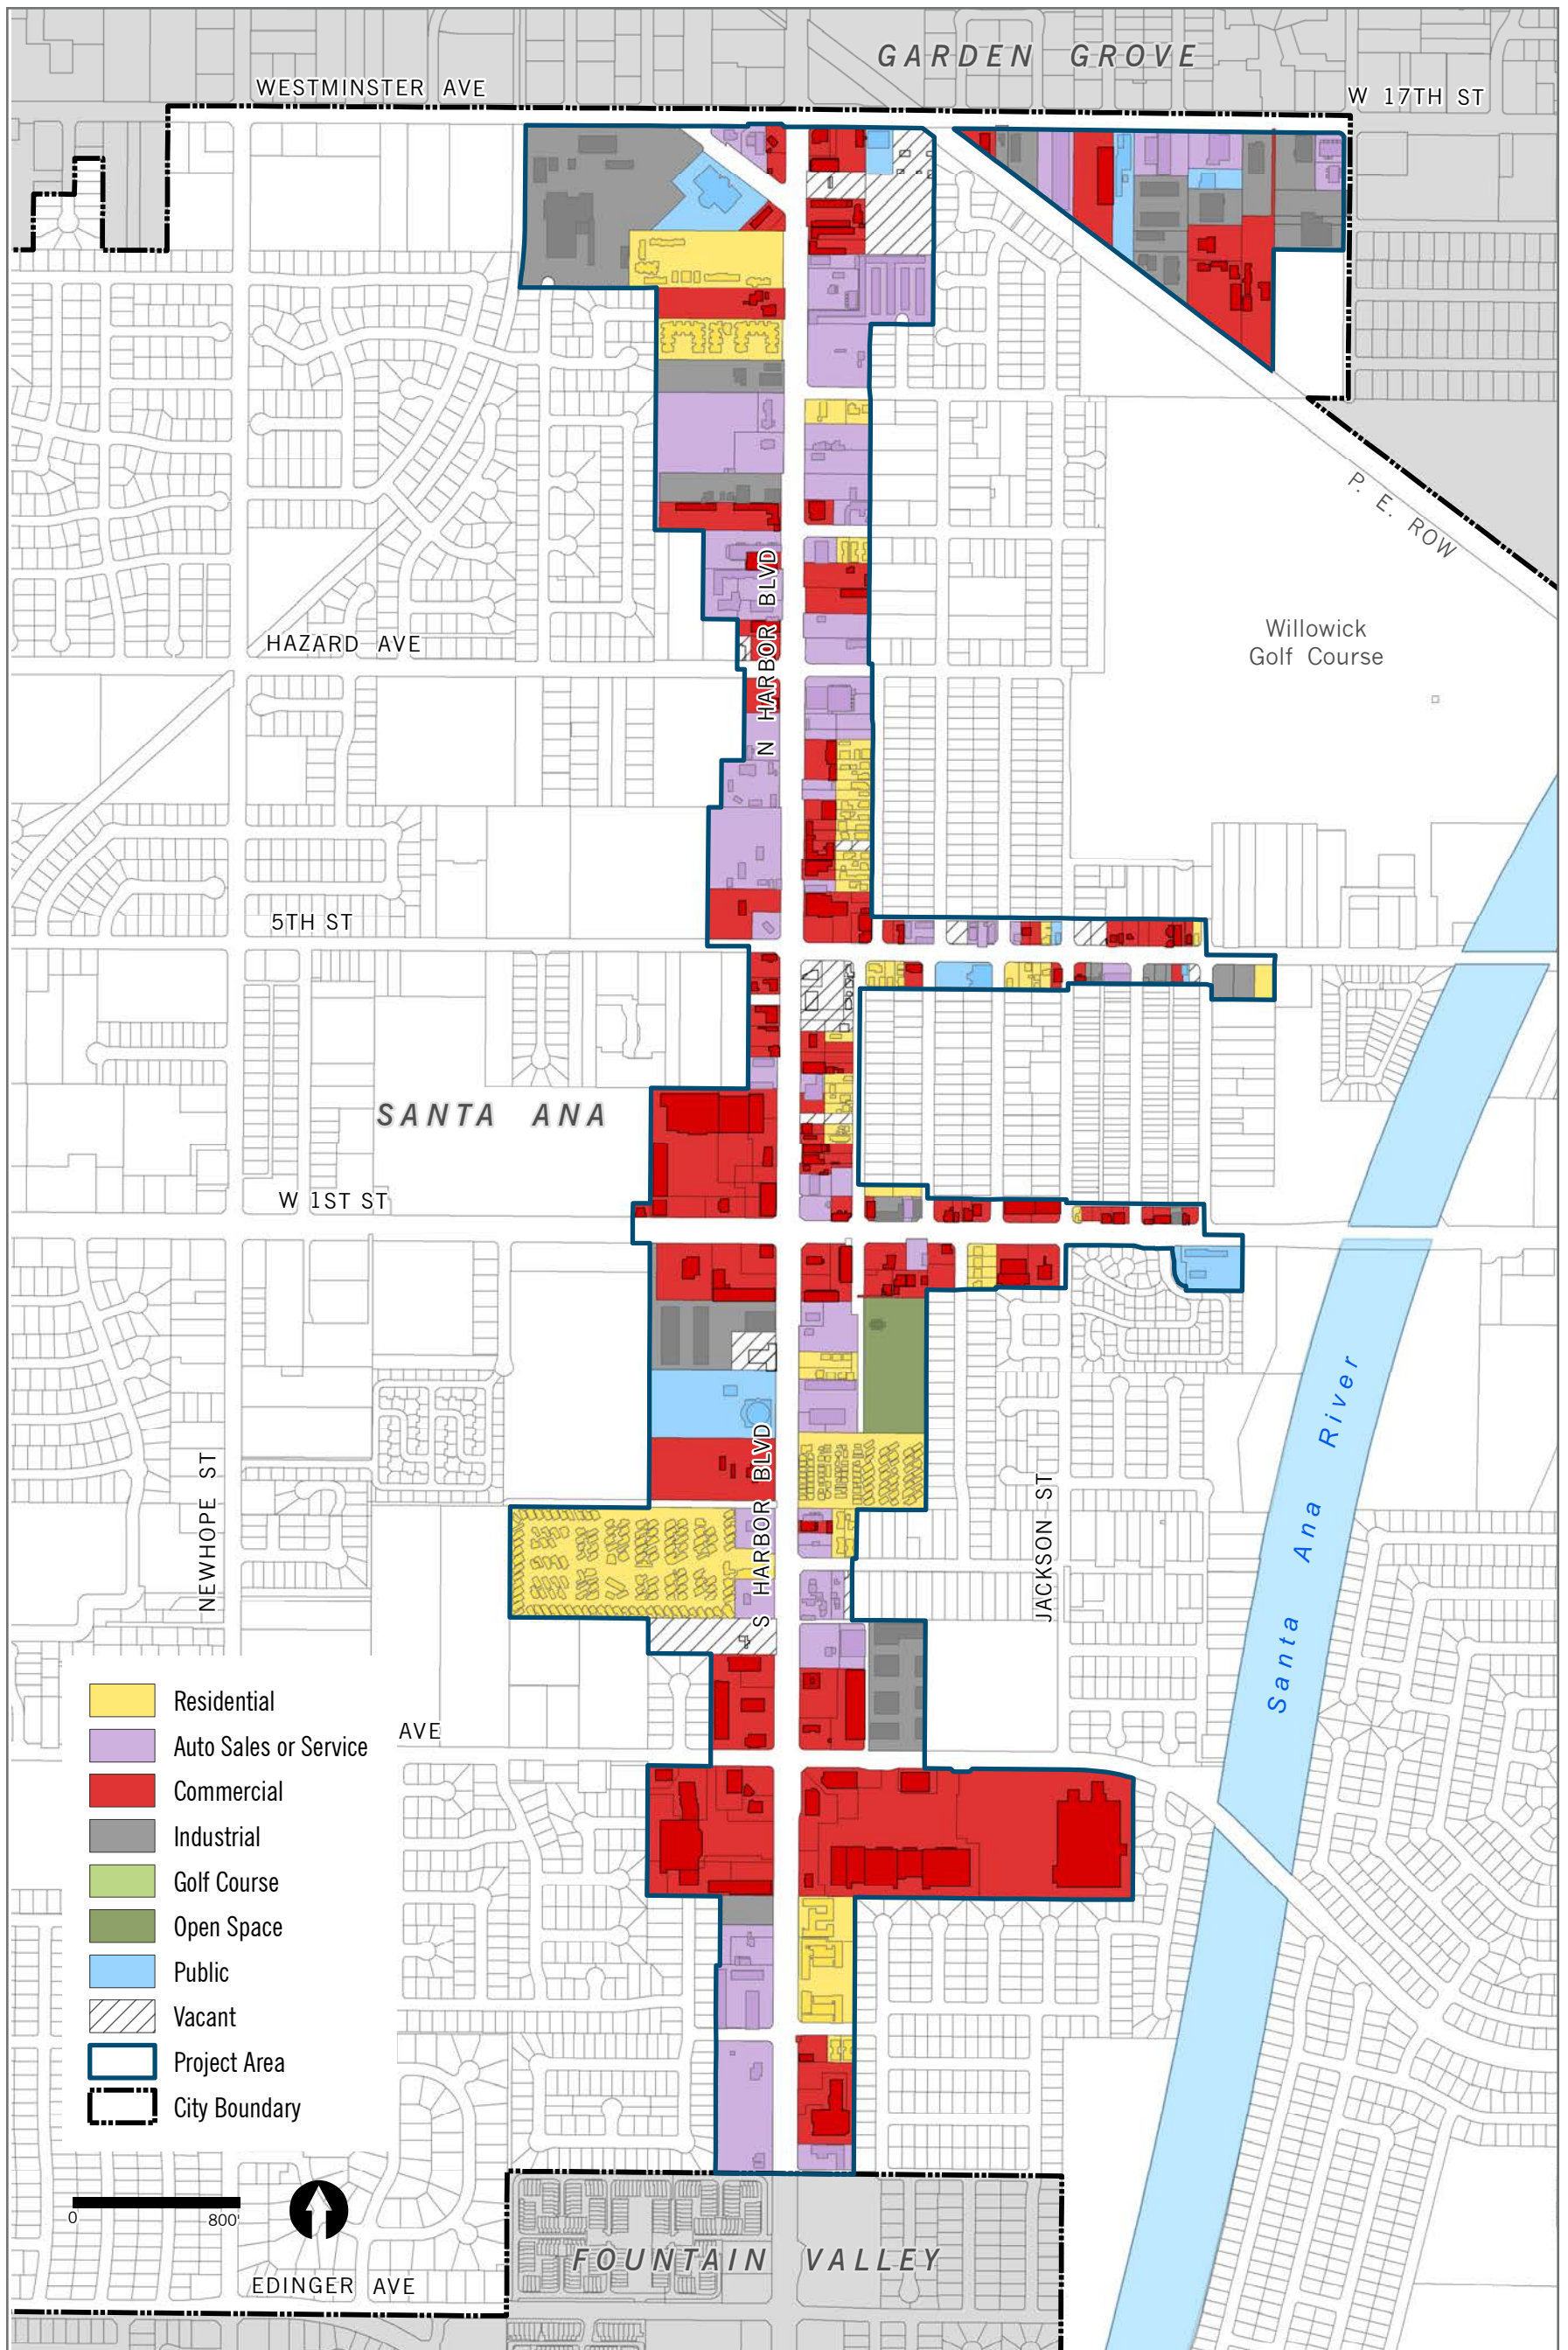 GARDEN GROVE
WESTMINSTER AVE
W 17TH ST
P. E. ROW
N HARBOR BLVD
Willowick
Golf Course
HAZARD AVE
5TH ST
SANTA ANA
W 1ST ST
Santa Ana River
S HARBOR BLVD
NEWHOPE ST
JACKSON ST
Residential
AVE
Auto Sales or Service
Commercial
Industrial
Golf Course
Open Space
Public
Vacant
Project Area
City Boundary
0 800'
FOUNTAIN VALLEY
EDINGER AVE